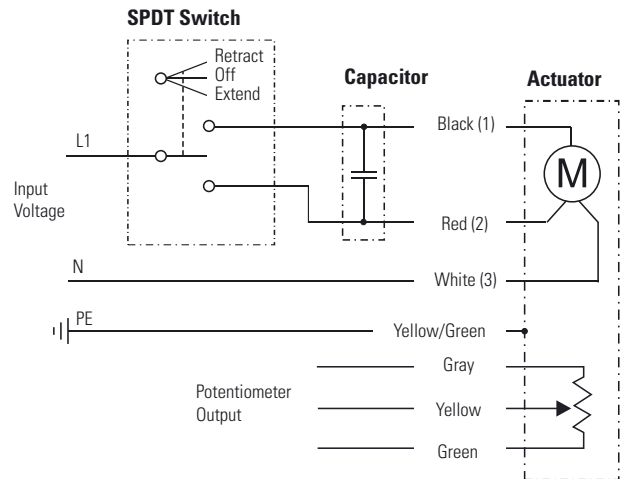 SPDT Switch
Retract
Off
Extend
Capacitor
Actuator
L1
Black (1)
M
Input
Voltage
Red (2)
N
White (3)
PE
Yellow/Green
Gray
Potentiometer
Output
Yellow
Green